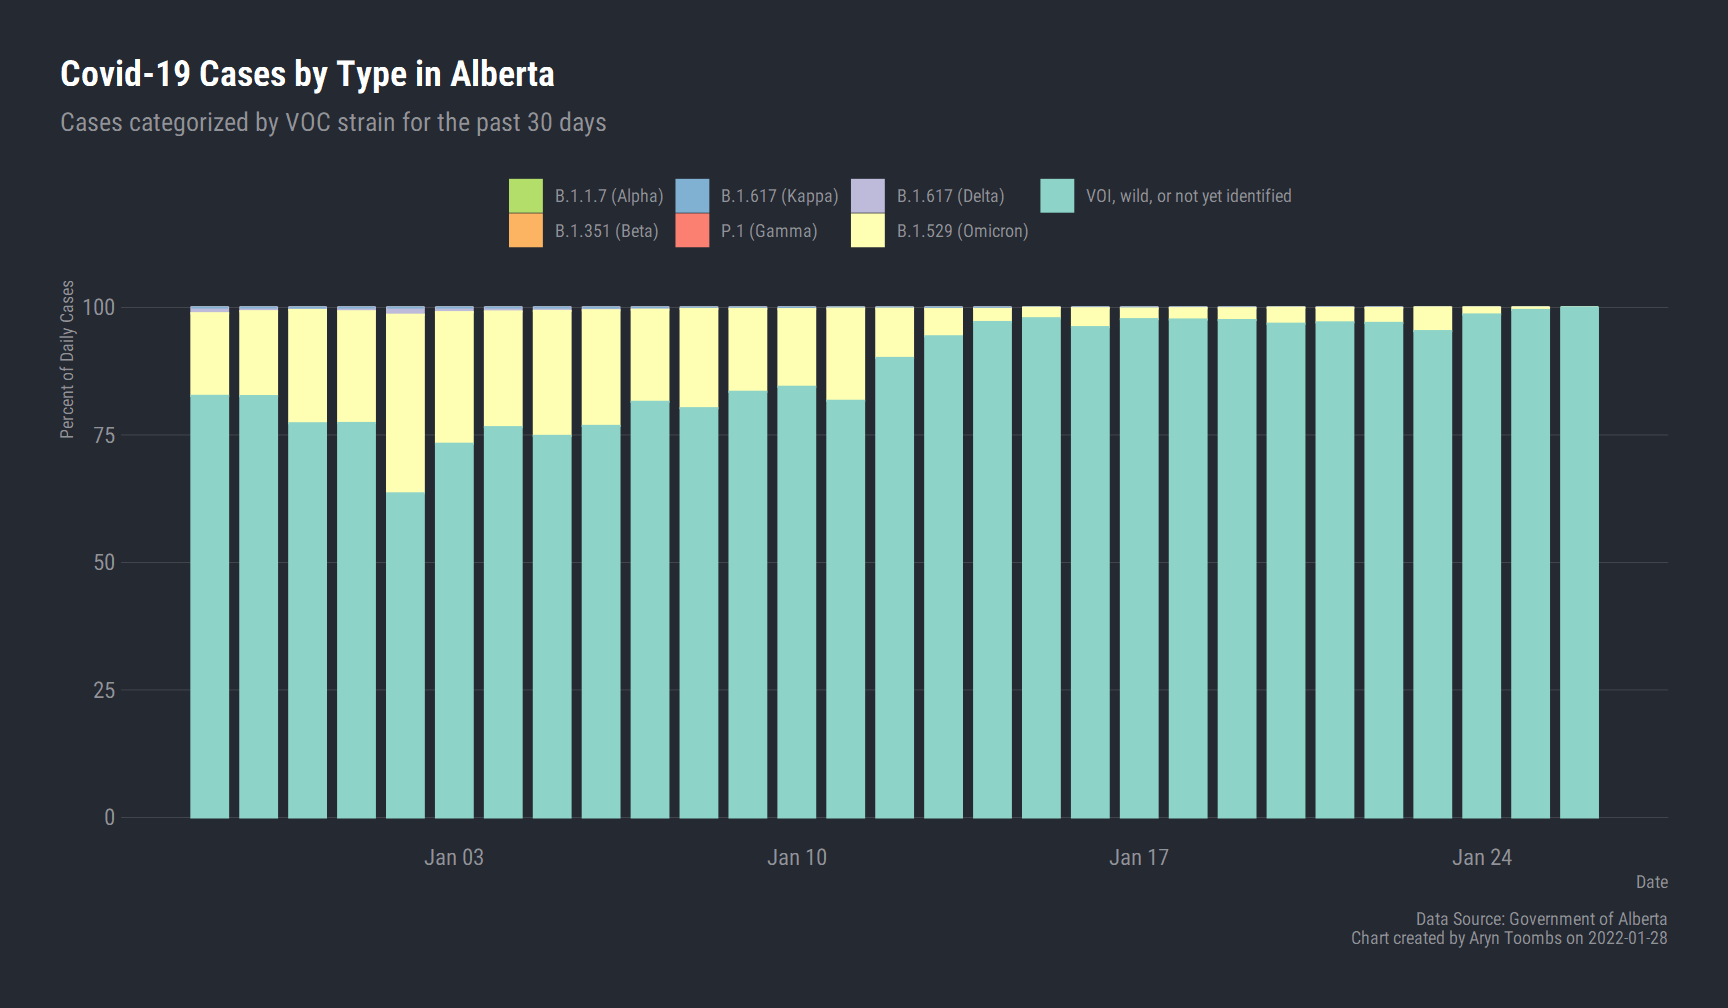 Covid-19 Cases by Type in Alberta
Cases categorized by VOC strain for the past 30 days
B.1.1.7 (Alpha) B.1.617 (Kappa) B.1.617 (Delta) VOI, wild, or not yet identified
B.1.351 (Beta) P.1 (Gamma) B.1.529 (Omicron)
Percent of Daily Cases
100
75
50
25
0
Jan 03 Jan 10 Jan 17 Jan 24
Date
Data Source: Government of Alberta
Chart created by Aryn Toombs on 2022-01-28